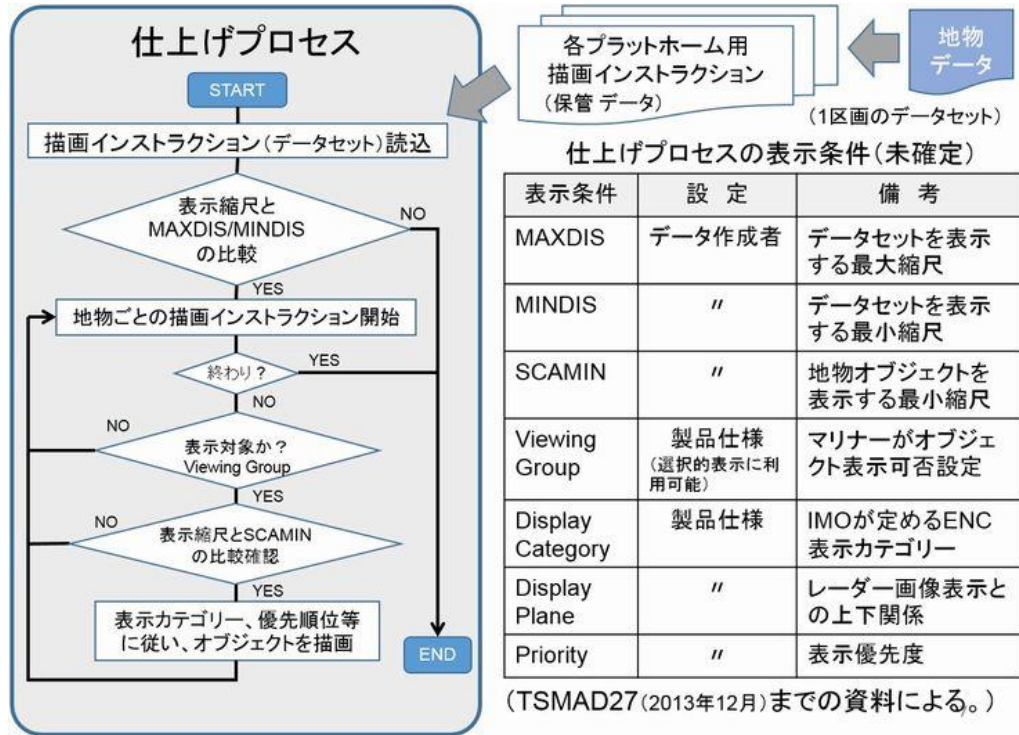 仕上げプロセス
START
描画インストラクション(データセット)読込
表示縮尺と
MAXDIS/MINDIS
の比較
NO
YES
地物ごとの描画インストラクション開始
終わり?
YES
NO
表示対象か?
Viewing Group
NO
YES
表示縮尺とSCAMIN
の比較確認
NO
YES
表示カテゴリー、優先順位等
に従い、オブジェクトを描画
END
各プラットホーム用
描画インストラクション
(保管 データ)
地物
データ
(1区画のデータセット)
仕上げプロセスの表示条件(未確定)
表示条件 設 定 備 考
MAXDIS データ作成者 データセットを表示
する最大縮尺
MINDIS 〃 データセットを表示
する最小縮尺
SCAMIN 〃 地物オブジェクトを
表示する最小縮尺
Viewing 製品仕様 マリナーがオブジェ
Group (選択的表示に利 クト表示可否設定
用可能)
Display 製品仕様 IMOが定めるENC
Category 表示カテゴリー
Display 〃 レーダー画像表示と
Plane の上下関係
Priority 〃 表示優先度
(TSMAD27(2013年12月)までの資料による。)